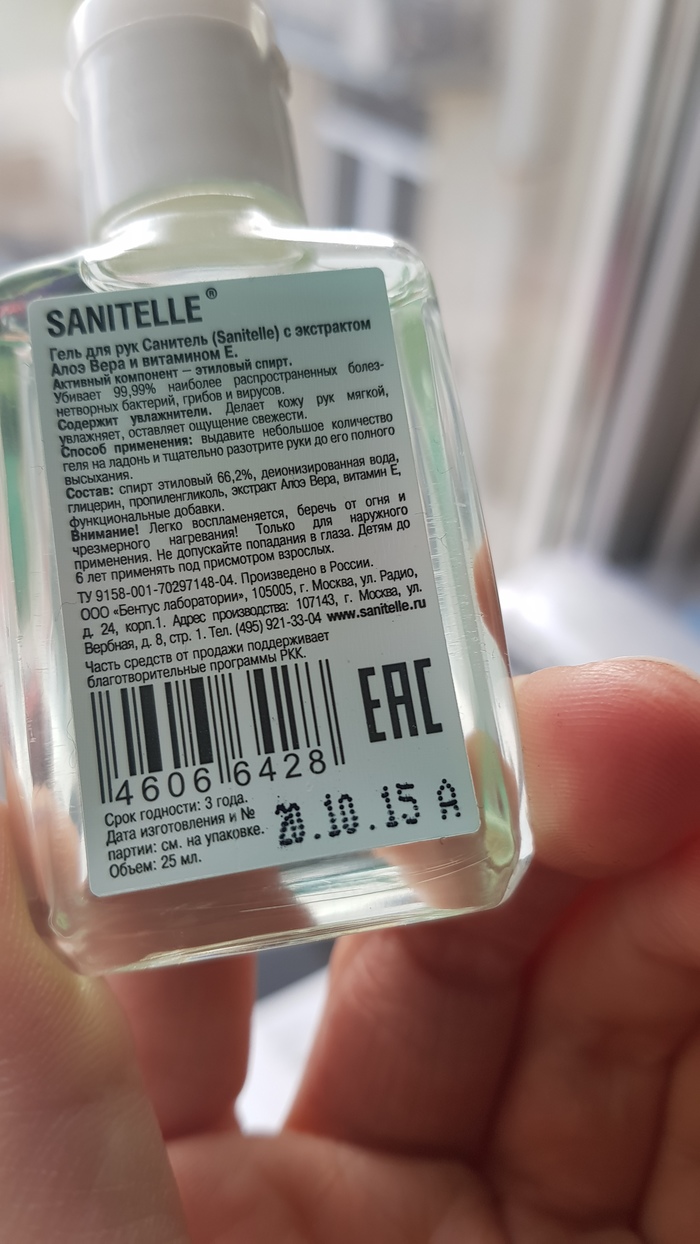 SANITELLE®
Гель для рук Санитель (Sanitelle) с экстрактом
Алоэ Вера и витамином Е.
Активный компонент – этиловый спирт.
Убивает 99,99% наиболее распространенных болез-
нетворных бактерий, грибов и вирусов.
Содержит увлажнители. Делает кожу рук мягкой,
увлажняет, оставляет ощущение свежести.
Способ применения: выдавите небольшое количество
геля на ладонь и тщательно разотрите руки до его полного
высыхания.
Состав: спирт этиловый 66,2%, деионизированная вода,
глицерин, пропиленгликоль, экстракт Алоэ Вера, витамин Е,
функциональные добавки.
Внимание! Легко воспламеняется, беречь от огня и
чрезмерного нагревания! Только для наружного
применения. Не допускайте попадания в глаза. Детям до
6 лет применять под присмотром взрослых.
ТУ 9158-001-70297148-04. Произведено в России.
ООО «Бентус лаборатории», 105005, г. Москва, ул. Радио,
д. 24, корп.1. Адрес производства: 107143, г. Москва, ул.
Вербная, д. 8, стр. 1. Тел. (495) 921-33-04 www.sanitelle.ru
Часть средств от продажи поддерживает
благотворительные программы РКК.
4606 6428
EAC
Срок годности: 3 года.
Дата изготовления и №
партии: см. на упаковке.
Объем: 25 мл.
20.10.15 A